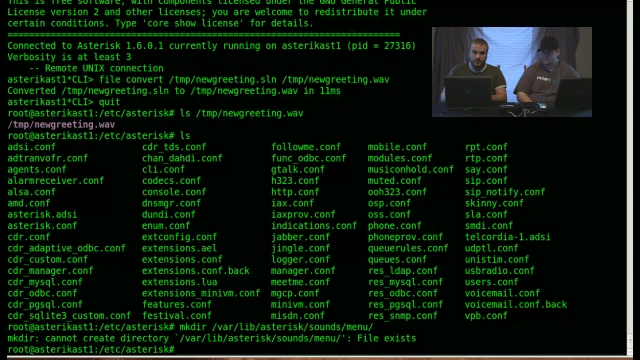 This is free software, with components licensed under the GNU General Public
License version 2 and other licenses; you are welcome to redistribute it under
certain conditions. Type 'core show license' for details.
=========================================================================
Connected to Asterisk 1.6.0.1 currently running on asterikast1 (pid = 27316)
Verbosity is at least 3
-- Remote UNIX connection
asterikast1*CLI> file convert /tmp/newgreeting.sln /tmp/newgreeting.wav
Converted /tmp/newgreeting.sln to /tmp/newgreeting.wav in 11ms
asterikast1*CLI> quit
root@asterikast1:/etc/asterisk# ls /tmp/newgreeting.wav
/tmp/newgreeting.wav
root@asterikast1:/etc/asterisk# ls
adsi.conf cdr_tds.conf followme.conf mobile.conf rpt.conf
adtranvofr.conf chan_dahdi.conf func_odbc.conf modules.conf rtp.conf
agents.conf cli.conf gtalk.conf musiconhold.conf say.conf
alarmreceiver.conf codecs.conf h323.conf muted.conf sip.conf
alsa.conf console.conf http.conf ooh323.conf sip_notify.conf
amd.conf dnsmgr.conf iax.conf osp.conf skinny.conf
asterisk.adsi dundi.conf iaxprov.conf oss.conf sla.conf
asterisk.conf enum.conf indications.conf phone.conf smdi.conf
cdr.conf extconfig.conf jabber.conf phoneprov.conf telcordia-1.adsi
cdr_adaptive_odbc.conf extensions.ael jingle.conf queuerules.conf udptl.conf
cdr_custom.conf extensions.conf logger.conf queues.conf unistim.conf
cdr_manager.conf extensions.conf.back manager.conf res_ldap.conf usbradio.conf
cdr_mysql.conf extensions.lua meetme.conf res_mysql.conf users.conf
cdr_odbc.conf extensions_minivm.conf mgcp.conf res_odbc.conf voicemail.conf
cdr_pgsql.conf features.conf minivm.conf res_pgsql.conf voicemail.conf.back
cdr_sqlite3_custom.conf festival.conf misdn.conf res_snmp.conf vpb.conf
root@asterikast1:/etc/asterisk# mkdir /var/lib/asterisk/sounds/menu/
mkdir: cannot create directory `/var/lib/asterisk/sounds/menu/': File exists
root@asterikast1:/etc/asterisk#